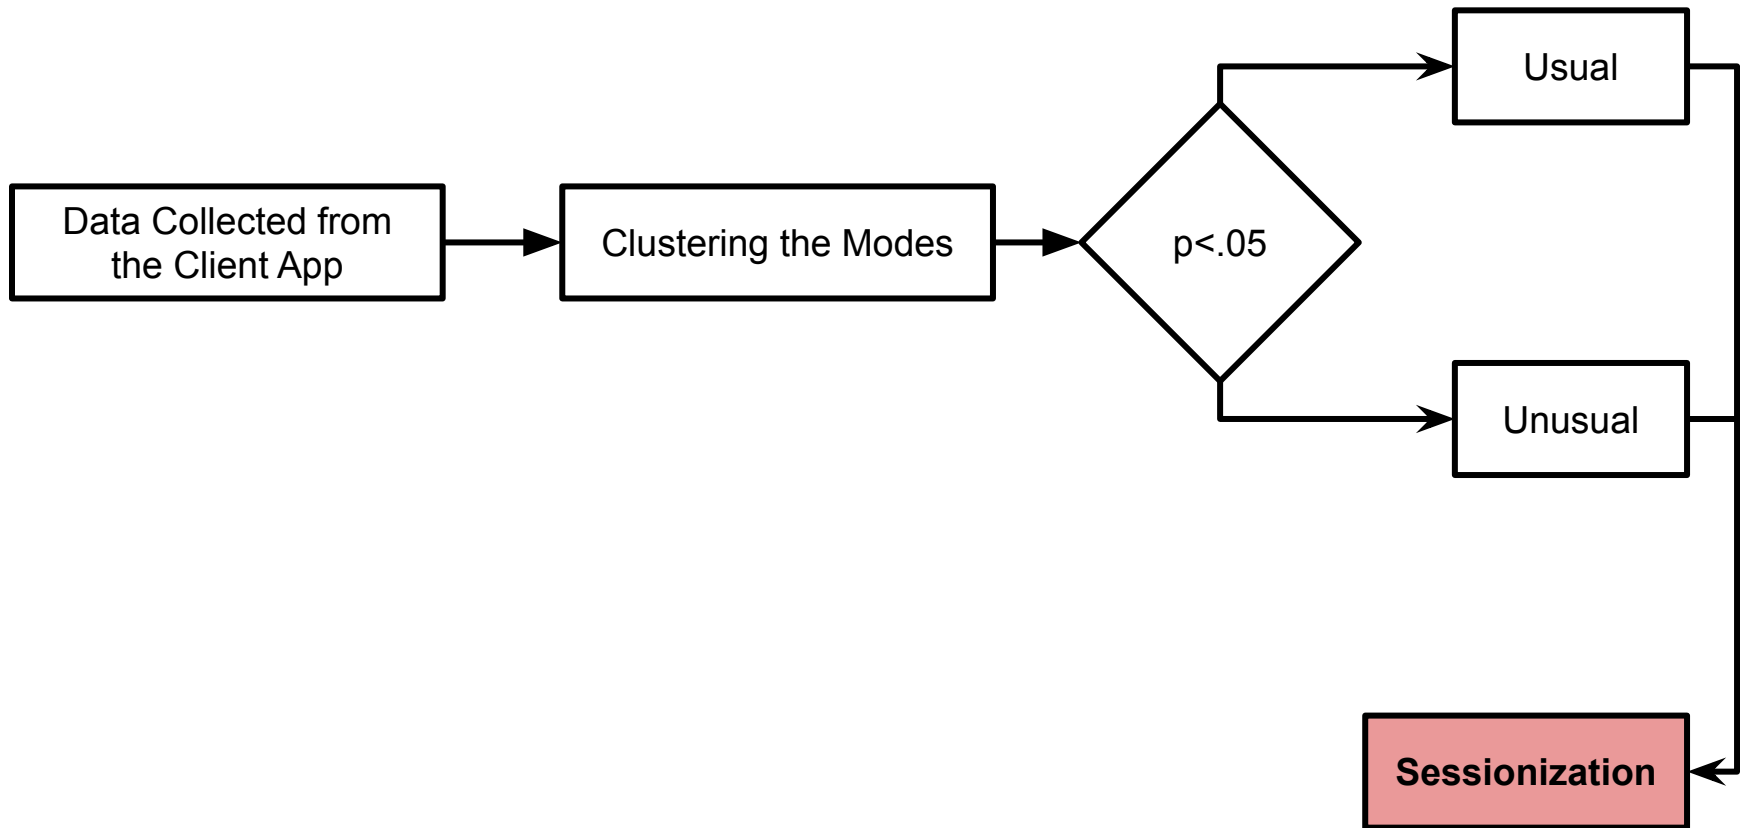 Usual
Data Collected from
the Client App
Clustering the Modes
p<.05
Unusual
Sessionization